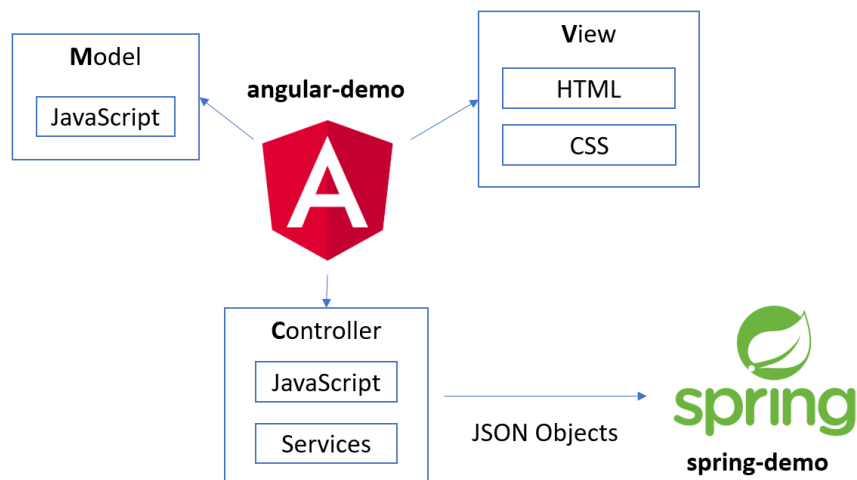 Model
JavaScript
angular-demo
View
HTML
CSS
A
Controller
JavaScript
Services
JSON Objects
spring
spring-demo